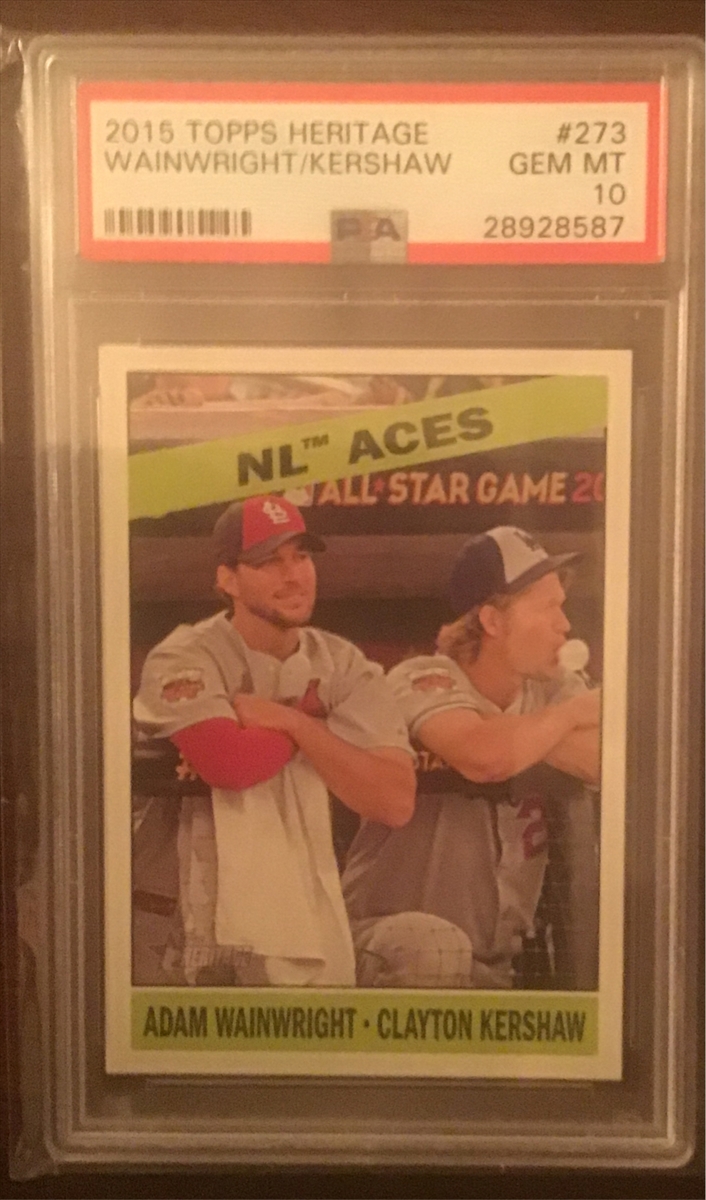 2015 TOPPS HERITAGE #273
WAINWRIGHT/KERSHAW GEM MT
10
28928587
PSA
NL™ ACES
ALL★STAR GAME 20
ADAM WAINWRIGHT • CLAYTON KERSHAW